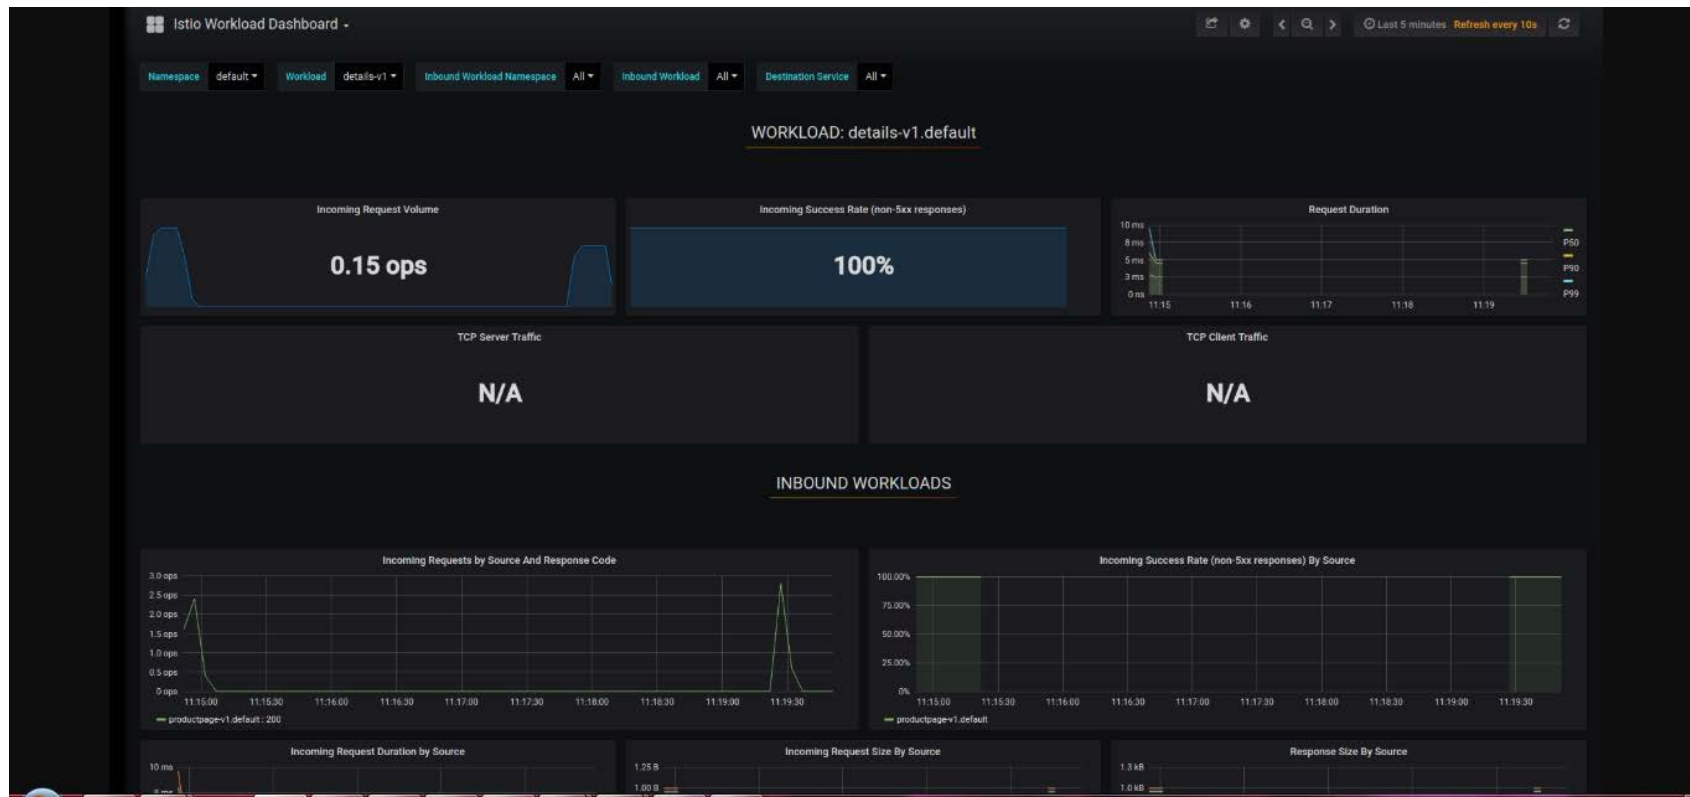 Istio Workload Dashboard
Last 5 minutes Refresh every 10s
Namespace default Workload details-v1 Inbound Workload Namespace All Inbound Workload All Destination Service All
WORKLOAD: details-v1.default
Incoming Request Volume
0.15 ops
Incoming Success Rate (non-5xx responses)
100%
Request Duration
10 ms
8 ms
5 ms
3 ms
0 ns
11:15 11:16 11:17 11:18 11:19
P50
P90
P99
TCP Server Traffic
N/A
TCP Client Traffic
N/A
INBOUND WORKLOADS
Incoming Requests by Source And Response Code
3.0 ops
2.5 ops
2.0 ops
1.5 ops
1.0 ops
0.5 ops
0 ops
11:15:00 11:15:30 11:16:00 11:16:30 11:17:00 11:17:30 11:18:00 11:18:30 11:19:00 11:19:30
productpage-v1.default : 200
Incoming Success Rate (non-5xx responses) By Source
100.00%
75.00%
50.00%
25.00%
0%
11:15:00 11:15:30 11:16:00 11:16:30 11:17:00 11:17:30 11:18:00 11:18:30 11:19:00 11:19:30
productpage-v1.default
Incoming Request Duration by Source
10 ms
Incoming Request Size By Source
1.25 B
1.00 B
Response Size By Source
1.3 kB
1.0 kB